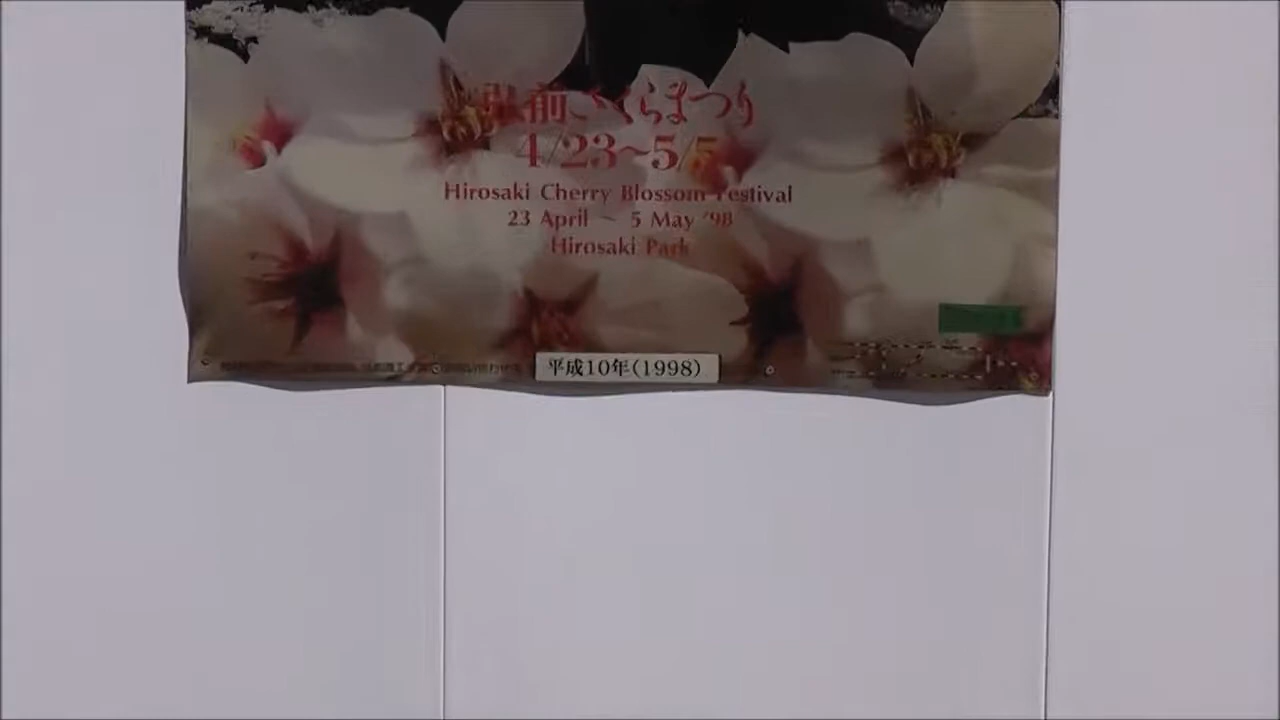 弘前さくらまつり
4/23~5/5
Hirosaki Cherry Blossom Festival
23 April ~ 5 May '98
Hirosaki Park
平成10年(1998)